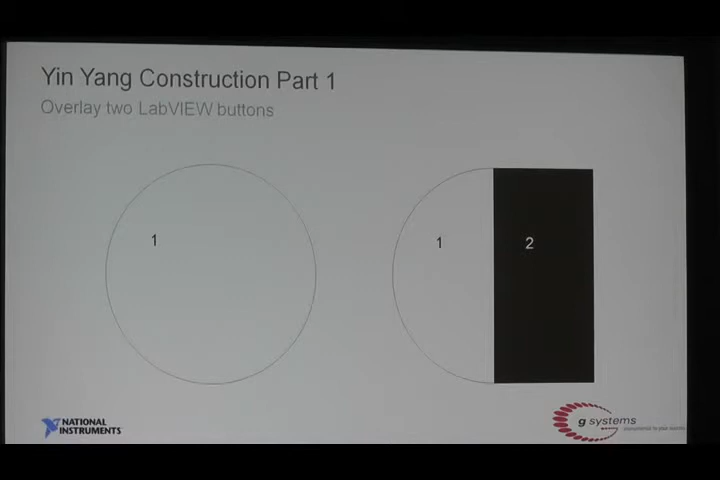 Yin Yang Construction Part 1
Overlay two LabVIEW buttons
1
1
2
NATIONAL
INSTRUMENTS
g systems